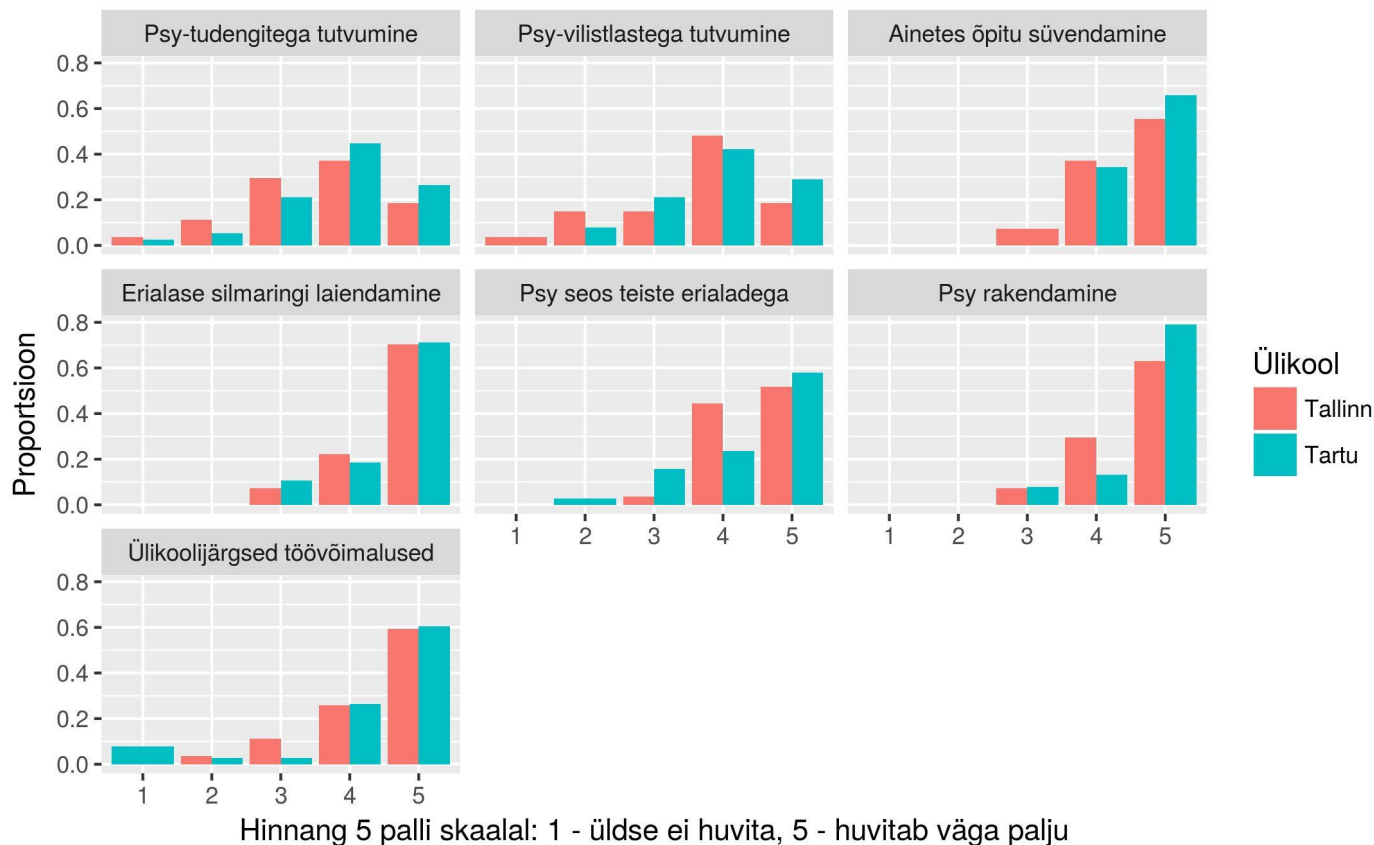 Psy-tudengitega tutvumine
Psy-vilistlastega tutvumine
Ainetes õpitu süvendamine
0.8
0.6
0.4
0.2
0.0
Erialase silmaringi laiendamine
Psy seos teiste erialadega
Psy rakendamine
0.8
0.6
0.4
0.2
0.0
1 2 3 4 5
1 2 3 4 5
Ülikoolijärgsed töövõimalused
0.8
0.6
0.4
0.2
0.0
1 2 3 4 5
Proportsioon
Hinnang 5 palli skaalal: 1 - üldse ei huvita, 5 - huvitab väga palju
Ülikool
Tallinn
Tartu